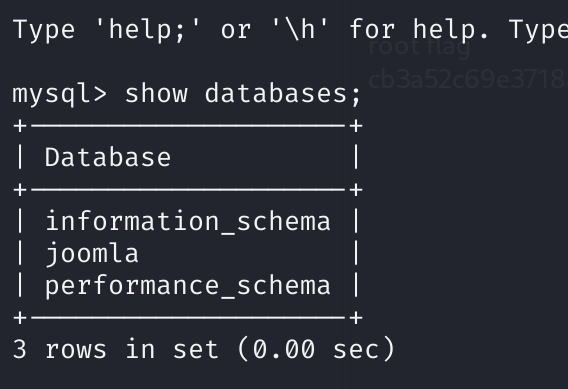 Type 'help;' or '\h' for help. Type
root flag
cb3a52c69e3718
mysql> show databases;
+--------------------+
| Database           |
+--------------------+
| information_schema |
| joomla             |
| performance_schema |
+--------------------+
3 rows in set (0.00 sec)